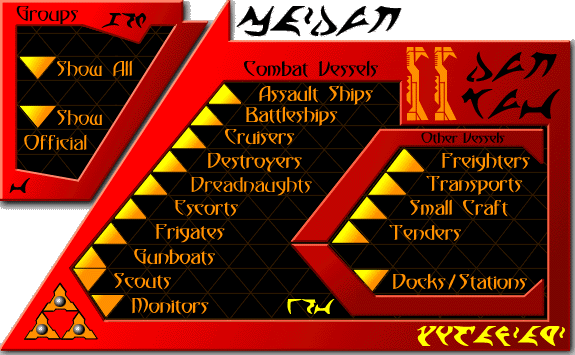 Groups
Show All
Show
Official
Combat Vessels
Assault Ships
Battleships
Cruisers
Destroyers
Dreadnaughts
Escorts
Frigates
Gunboats
Scouts
Monitors
Other Vessels
Freighters
Transports
Small Craft
Tenders
Docks/Stations